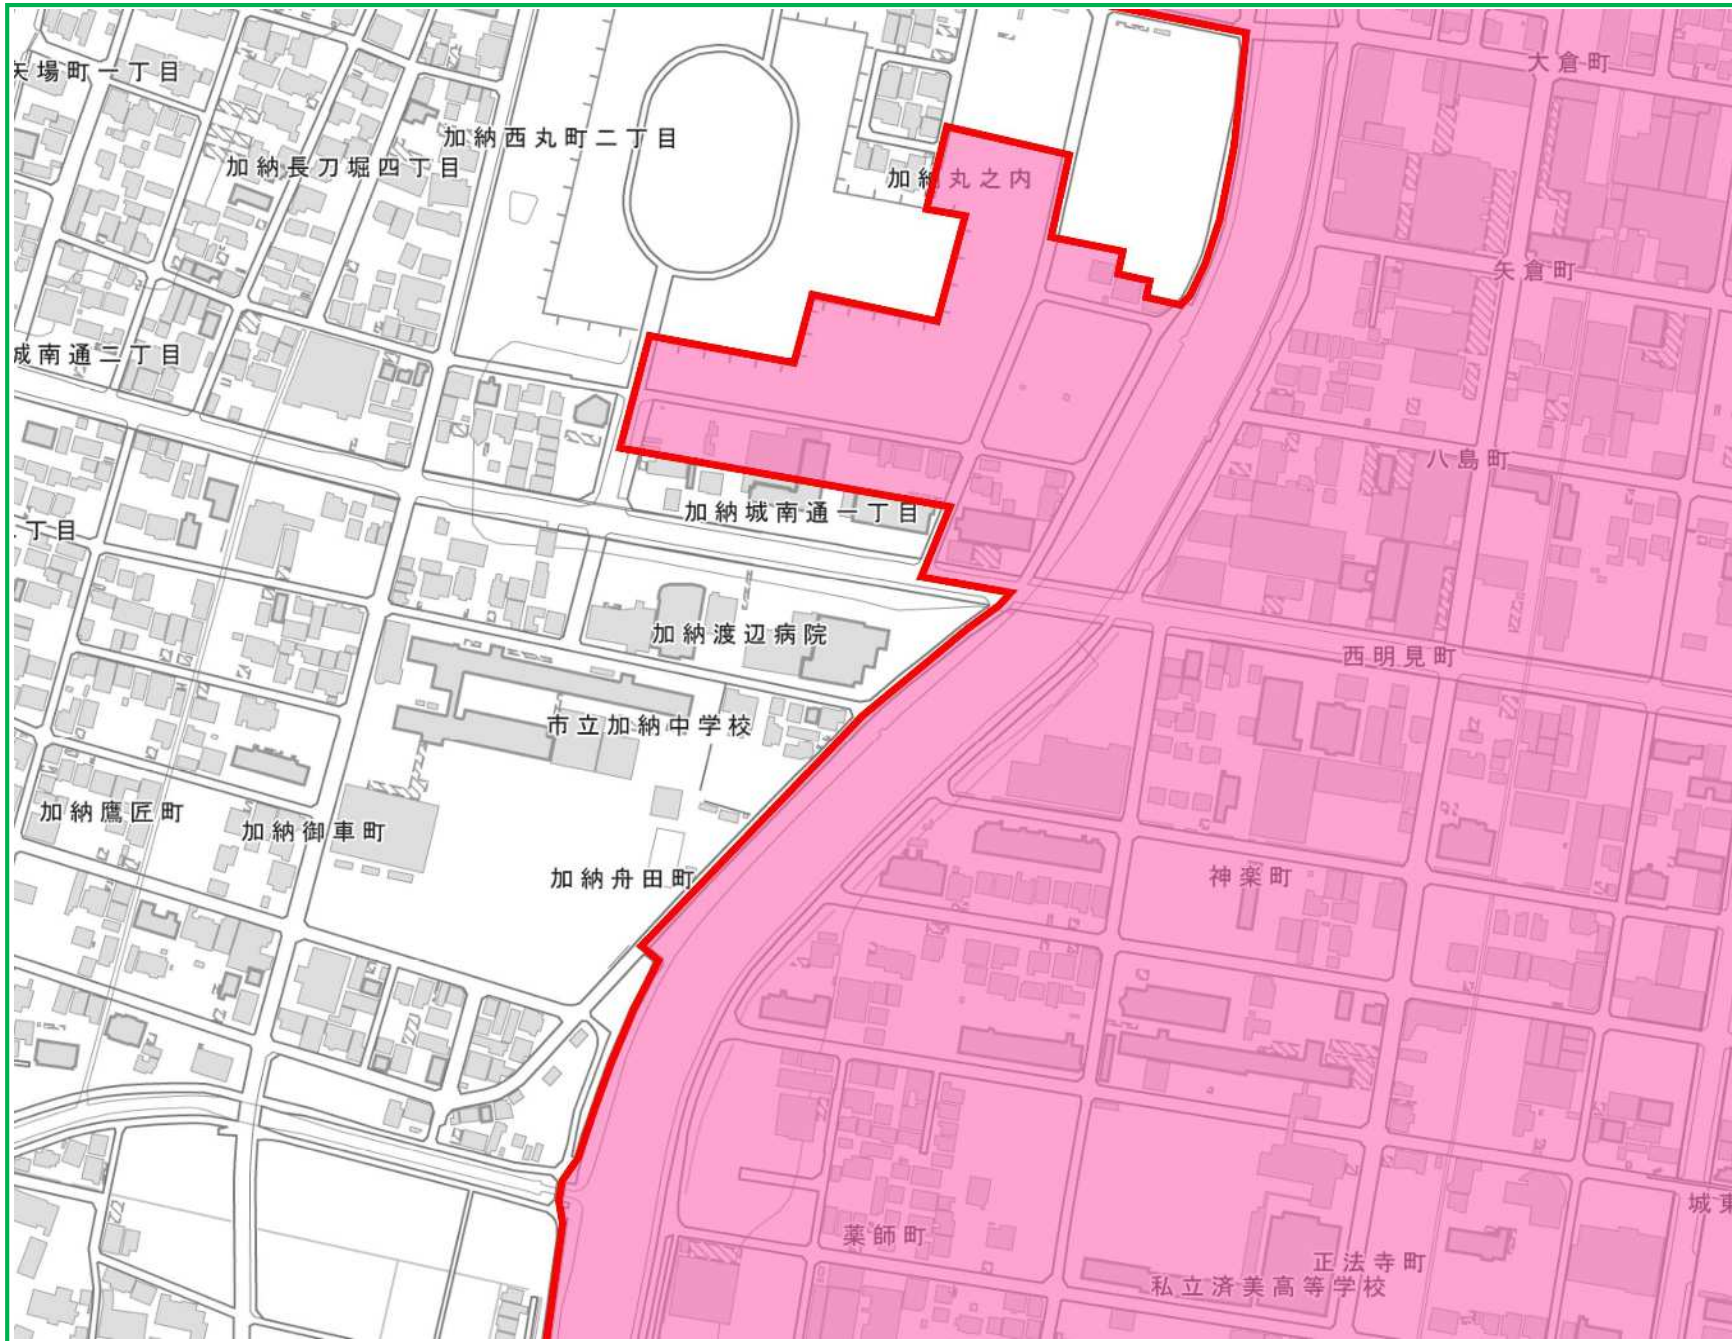 大倉町
矢場町一丁目
加納西丸町二丁目
加納長刀堀四丁目
加納丸之内
矢倉町
城南通二丁目
八島町
加納城南通一丁目
丁目
加納渡辺病院
西明見町
市立加納中学校
加納鷹匠町
加納御車町
加納舟田町
神楽町
城東
薬師町
正法寺町
私立済美高等学校